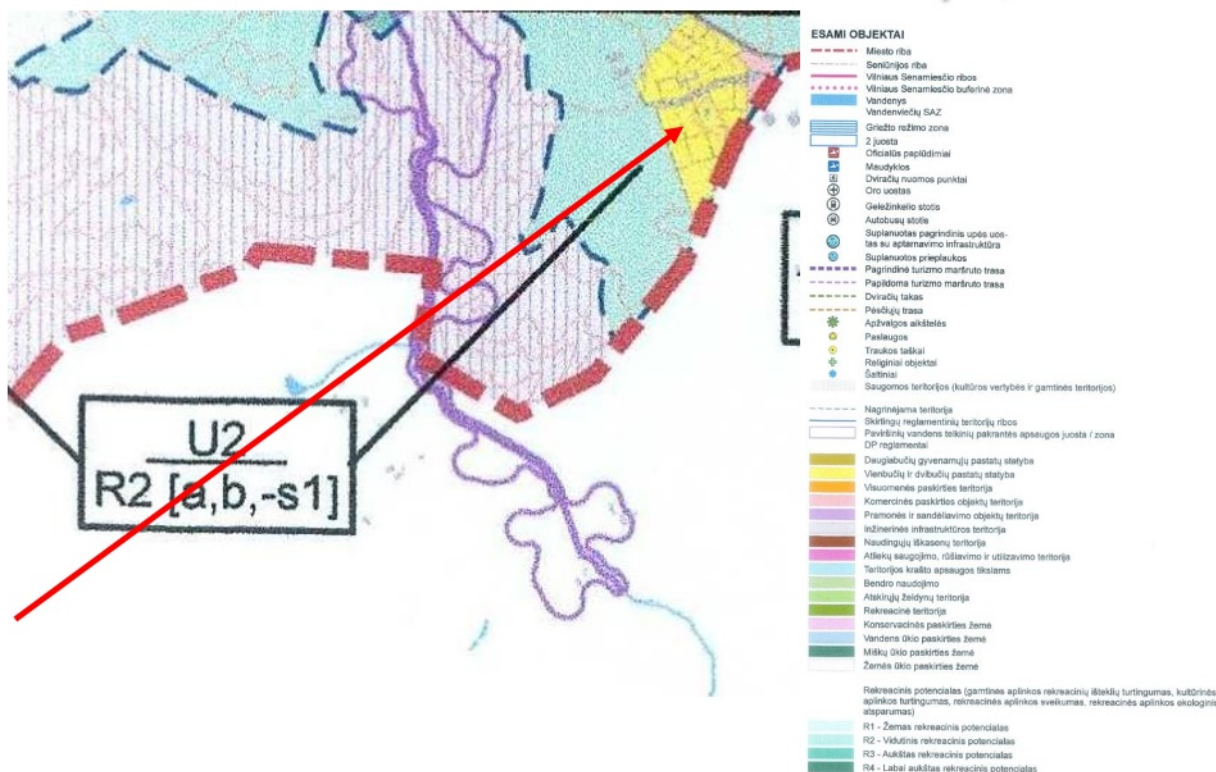 U2
R2 [a,b.-s1]
ESAMI OBJEKTAI
Miesto riba
Seniūnijos riba
Vilniaus Senamiesčio ribos
Vilniaus Senamiesčio buferinė zona
Vandenys
Vandenviečių SAZ
Griežto režimo zona
2 juosta
Oficialūs paplūdimiai
Maudyklos
Dviračių nuomos punktai
Oro uostas
Geležinkelio stotis
Autobusų stotis
Suplanuotas pagrindinis upės uos-
tas su aptarnavimo infrastruktūra
Suplanuotos prieplaukos
Pagrindinė turizmo maršruto trasa
Papildoma turizmo maršruto trasa
Dviračių takas
Pėsčiųjų trasa
Apžvalgos aikštelės
Paslaugos
Traukos taškai
Religiniai objektai
Šaltiniai
Saugomos teritorijos (kultūros vertybės ir gamtinės teritorijos)
Nagrinėjama teritorija
Skirtingų reglamentinių teritorijų ribos
Paviršinių vandens telkinių pakrantės apsaugos juosta / zona
DP reglamentai
Daugiabučių gyvenamųjų pastatų statyba
Vienbučių ir dvibučių pastatų statyba
Visuomenės paskirties teritorija
Komercinės paskirties objektų teritorija
Pramonės ir sandėliavimo objektų teritorija
Inžinerinės infrastruktūros teritorija
Naudingųjų iškasenų teritorija
Atliekų saugojimo, rūšiavimo ir utilizavimo teritorija
Teritorijos krašto apsaugos tikslams
Bendro naudojimo
Atskirųjų želdynų teritorija
Rekreacinė teritorija
Konservacinės paskirties žemė
Vandens ūkio paskirties žemė
Miškų ūkio paskirties žemė
Žemės ūkio paskirties žemė
Rekreacinis potencialas (gamtinės aplinkos rekreacinių išteklių turtingumas, kultūrinės
aplinkos turtingumas, rekreacinės aplinkos sveikumas, rekreacinės aplinkos ekologinis
atsparumas)
R1 - Žemas rekreacinis potencialas
R2 - Vidutinis rekreacinis potencialas
R3 - Aukštas rekreacinis potencialas
R4 - Labai aukštas rekreacinis potencialas